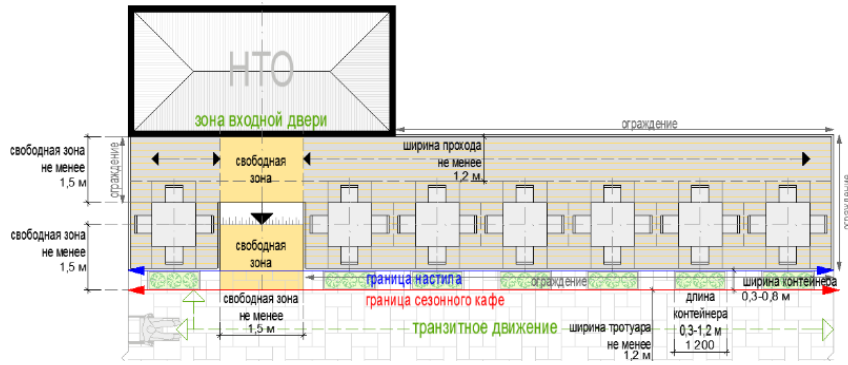 НТО
зона входной двери
ограждение
свободная зона
не менее
1,5 м
ограждение
свободная
зона
ширина прохода
не менее
1,2 м
ограждение
свободная зона
не менее
1,5 м
свободная
зона
граница настила
ограждение
ширина контейнера
0,3-0,8 м
граница сезонного кафе
свободная зона
не менее
1,5 м
транзитное движение
ширина тротуара
не менее
1,2 м
длина
контейнера
0,3-1,2 м
1 200